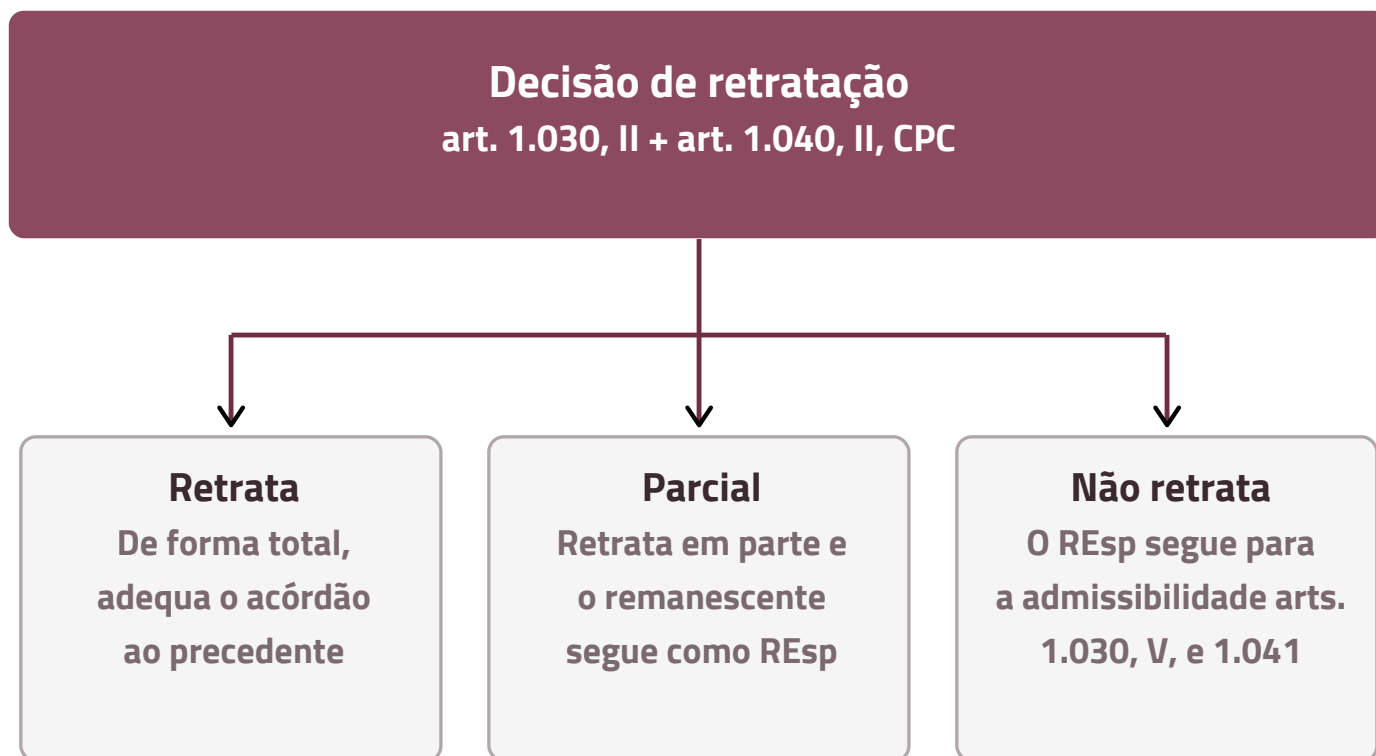 Decisão de retratação
art. 1.030, II + art. 1.040, II, CPC
Retrata
De forma total,
adequa o acórdão
ao precedente
Parcial
Retrata em parte e
o remanescente
segue como REsp
Não retrata
O REsp segue para
a admissibilidade arts.
1.030, V, e 1.041